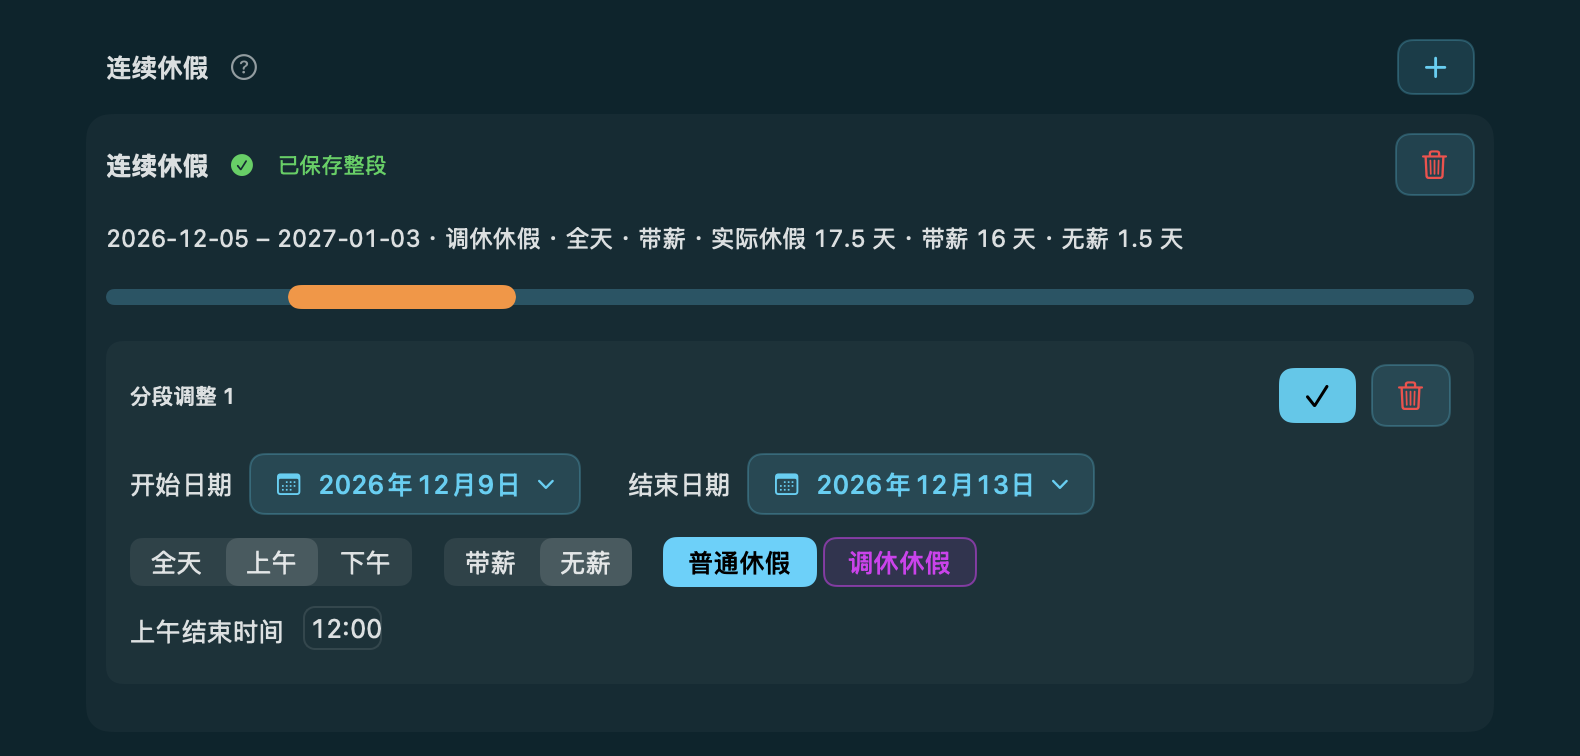 连续休假 ?
连续休假 已保存整段
2026-12-05 – 2027-01-03 · 调休休假 · 全天 · 带薪 · 实际休假 17.5 天 · 带薪 16 天 · 无薪 1.5 天
分段调整 1
开始日期 2026年12月9日 结束日期 2026年12月13日
全天 上午 下午 带薪 无薪 普通休假 调休休假
上午结束时间 12:00